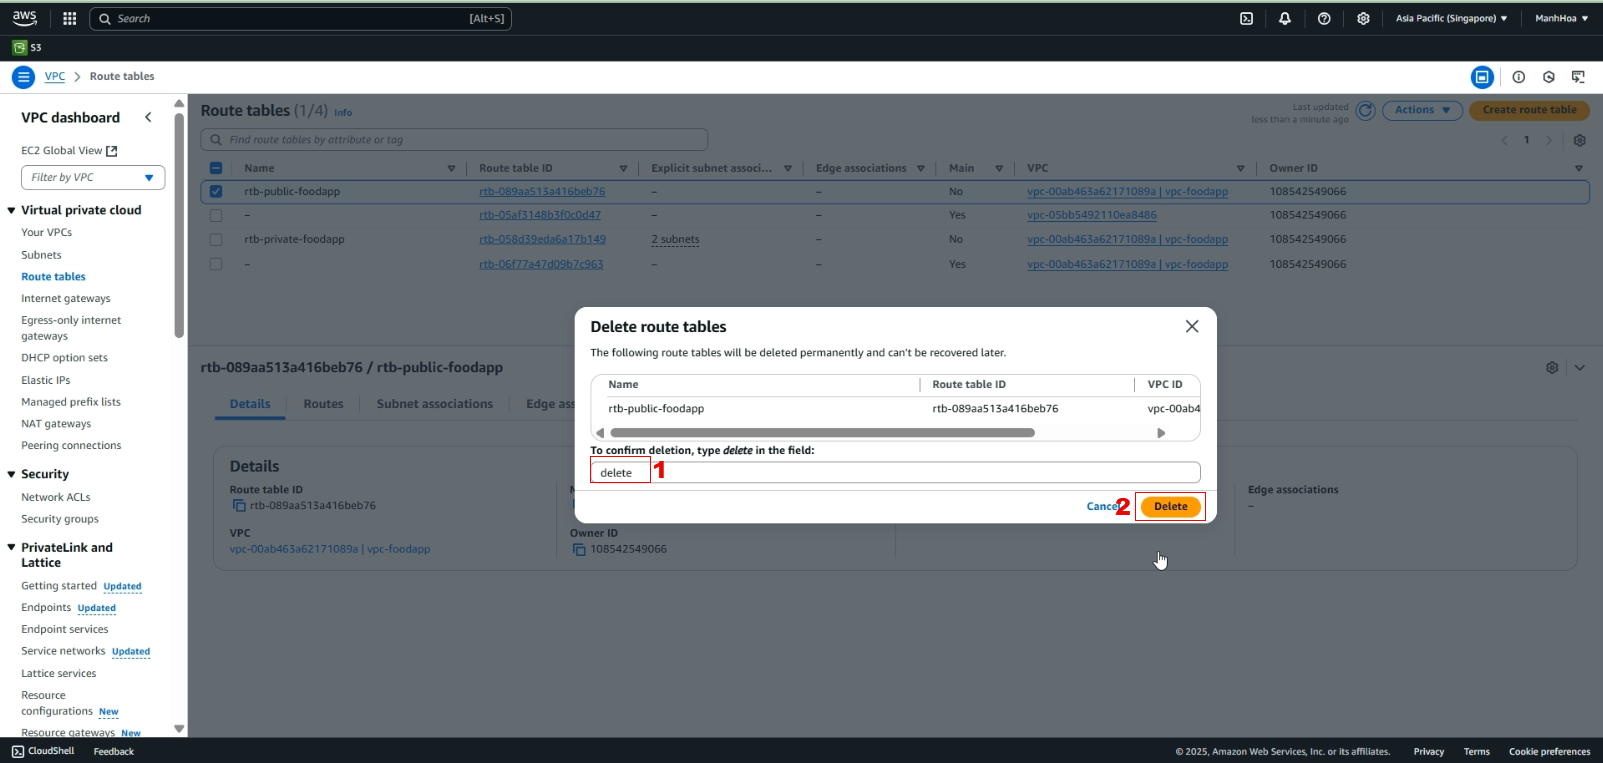 aws
Search [Alt+S]
Asia Pacific (Singapore) ▼ ManhHoa ▼
S3
VPC > Route tables
VPC dashboard
EC2 Global View
Filter by VPC
Virtual private cloud
Your VPCs
Subnets
Route tables
Internet gateways
Egress-only internet
gateways
DHCP option sets
Elastic IPs
Managed prefix lists
NAT gateways
Peering connections
Security
Network ACLs
Security groups
PrivateLink and
Lattice
Getting started Updated
Endpoints Updated
Endpoint services
Service networks Updated
Lattice services
Resource
configurations New
Resource gateways New
Route tables (1/4) Info
Last updated
less than a minute ago
Actions ▼
Create route table
Find route tables by attribute or tag
1
Name Route table ID Explicit subnet associ... Edge associations Main VPC Owner ID
rtb-public-foodapp rtb-089aa513a416beb76 – – No vpc-00ab463a62171089a | vpc-foodapp 108542549066
– rtb-05af3148b3f0c0d47 – – Yes vpc-05bb5492110ea8486 108542549066
rtb-private-foodapp rtb-058d39eda6a17b149 2 subnets – No vpc-00ab463a62171089a | vpc-foodapp 108542549066
– rtb-06f77a47d09b7c963 – – Yes vpc-00ab463a62171089a | vpc-foodapp 108542549066
rtb-089aa513a416beb76 / rtb-public-foodapp
Details Routes Subnet associations Edge ass
Details
Route table ID
rtb-089aa513a416beb76
VPC
vpc-00ab463a62171089a | vpc-foodapp
Owner ID
108542549066
Edge associations
–
Delete route tables
The following route tables will be deleted permanently and can't be recovered later.
Name Route table ID VPC ID
rtb-public-foodapp rtb-089aa513a416beb76 vpc-00ab4
To confirm deletion, type delete in the field:
delete 1
Cancel 2 Delete
CloudShell Feedback
© 2025, Amazon Web Services, Inc. or its affiliates. Privacy Terms Cookie preferences